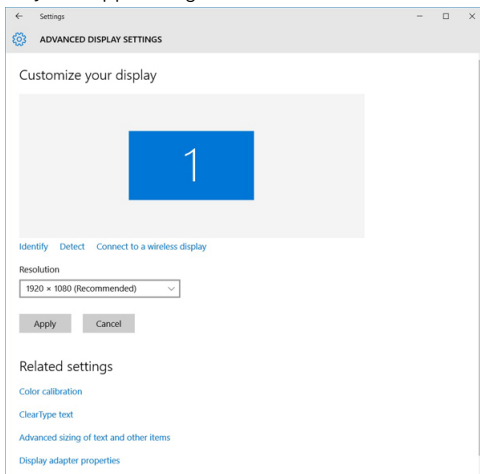 Settings
ADVANCED DISPLAY SETTINGS
Customize your display
1
Identify Detect Connect to a wireless display
Resolution
1920 × 1080 (Recommended)
Apply Cancel
Related settings
Color calibration
ClearType text
Advanced sizing of text and other items
Display adapter properties